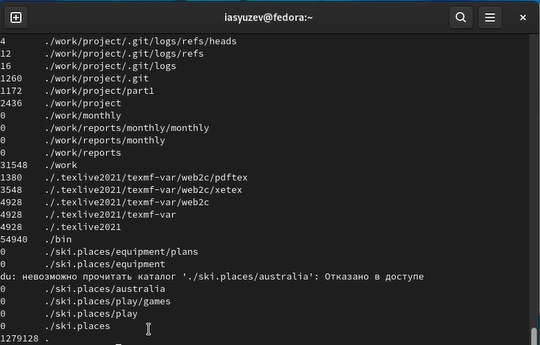 iasyuzev@fedora:~
4 ./work/project/.git/logs/refs/heads
12 ./work/project/.git/logs/refs
16 ./work/project/.git/logs
1260 ./work/project/.git
1172 ./work/project/part1
2436 ./work/project
0 ./work/monthly
0 ./work/reports/monthly/monthly
0 ./work/reports/monthly
0 ./work/reports
31548 ./work
1380 ./.texlive2021/texmf-var/web2c/pdftex
3548 ./.texlive2021/texmf-var/web2c/xetex
4928 ./.texlive2021/texmf-var/web2c
4928 ./.texlive2021/texmf-var
4928 ./.texlive2021
54940 ./bin
0 ./ski.places/equipment/plans
0 ./ski.places/equipment
du: невозможно прочитать каталог './ski.places/australia': Отказано в доступе
0 ./ski.places/australia
0 ./ski.places/play/games
0 ./ski.places/play
0 ./ski.places
1279128 .